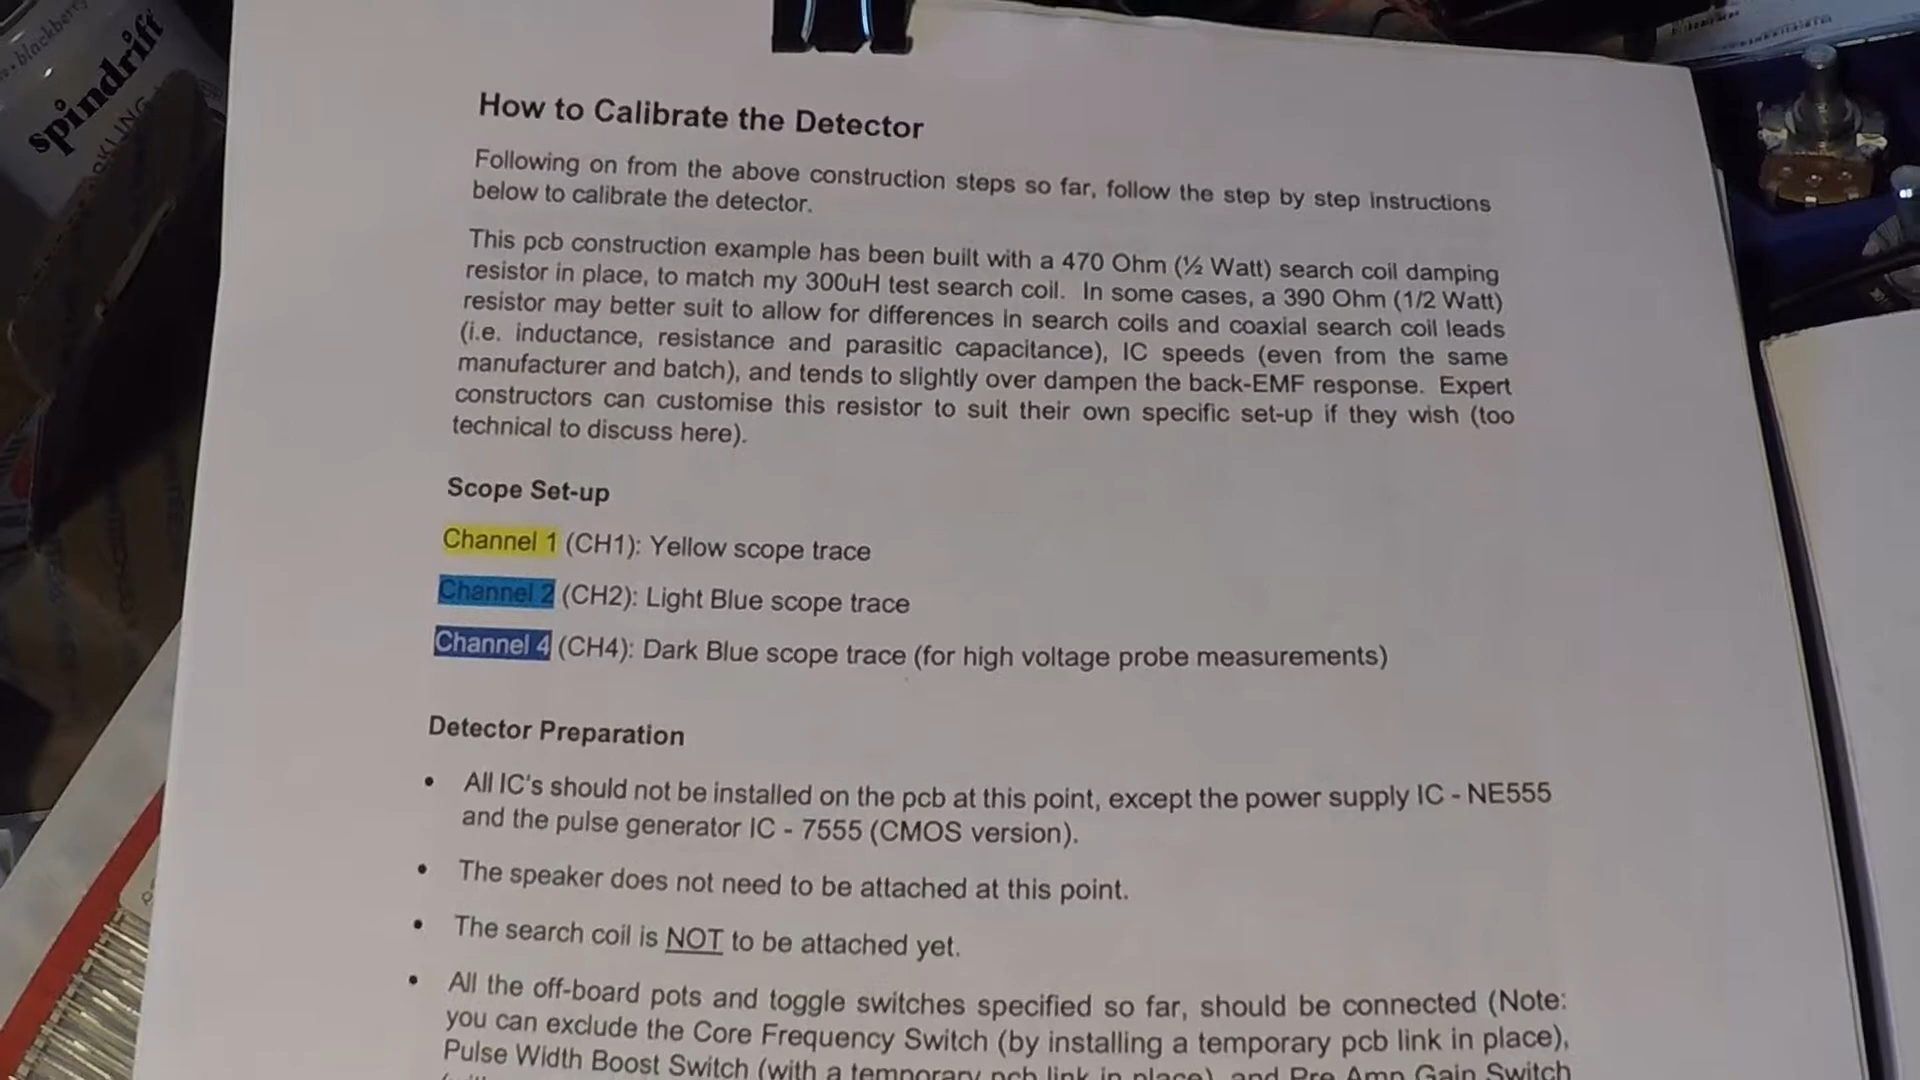 blackberry
spindrift
How to Calibrate the Detector
Following on from the above construction steps so far, follow the step by step instructions
below to calibrate the detector.
This pcb construction example has been built with a 470 Ohm (½ Watt) search coil damping
resistor in place, to match my 300uH test search coil. In some cases, a 390 Ohm (1/2 Watt)
resistor may better suit to allow for differences in search coils and coaxial search coil leads
(i.e. inductance, resistance and parasitic capacitance), IC speeds (even from the same
manufacturer and batch), and tends to slightly over dampen the back-EMF response. Expert
constructors can customise this resistor to suit their own specific set-up if they wish (too
technical to discuss here).
Scope Set-up
Channel 1 (CH1): Yellow scope trace
Channel 2 (CH2): Light Blue scope trace
Channel 4 (CH4): Dark Blue scope trace (for high voltage probe measurements)
Detector Preparation
• All IC's should not be installed on the pcb at this point, except the power supply IC - NE555
and the pulse generator IC - 7555 (CMOS version).
• The speaker does not need to be attached at this point.
• The search coil is NOT to be attached yet.
• All the off-board pots and toggle switches specified so far, should be connected (Note:
you can exclude the Core Frequency Switch (by installing a temporary pcb link in place),
Pulse Width Boost Switch (with a temporary pcb link in place), and Pre Amp Gain Switch